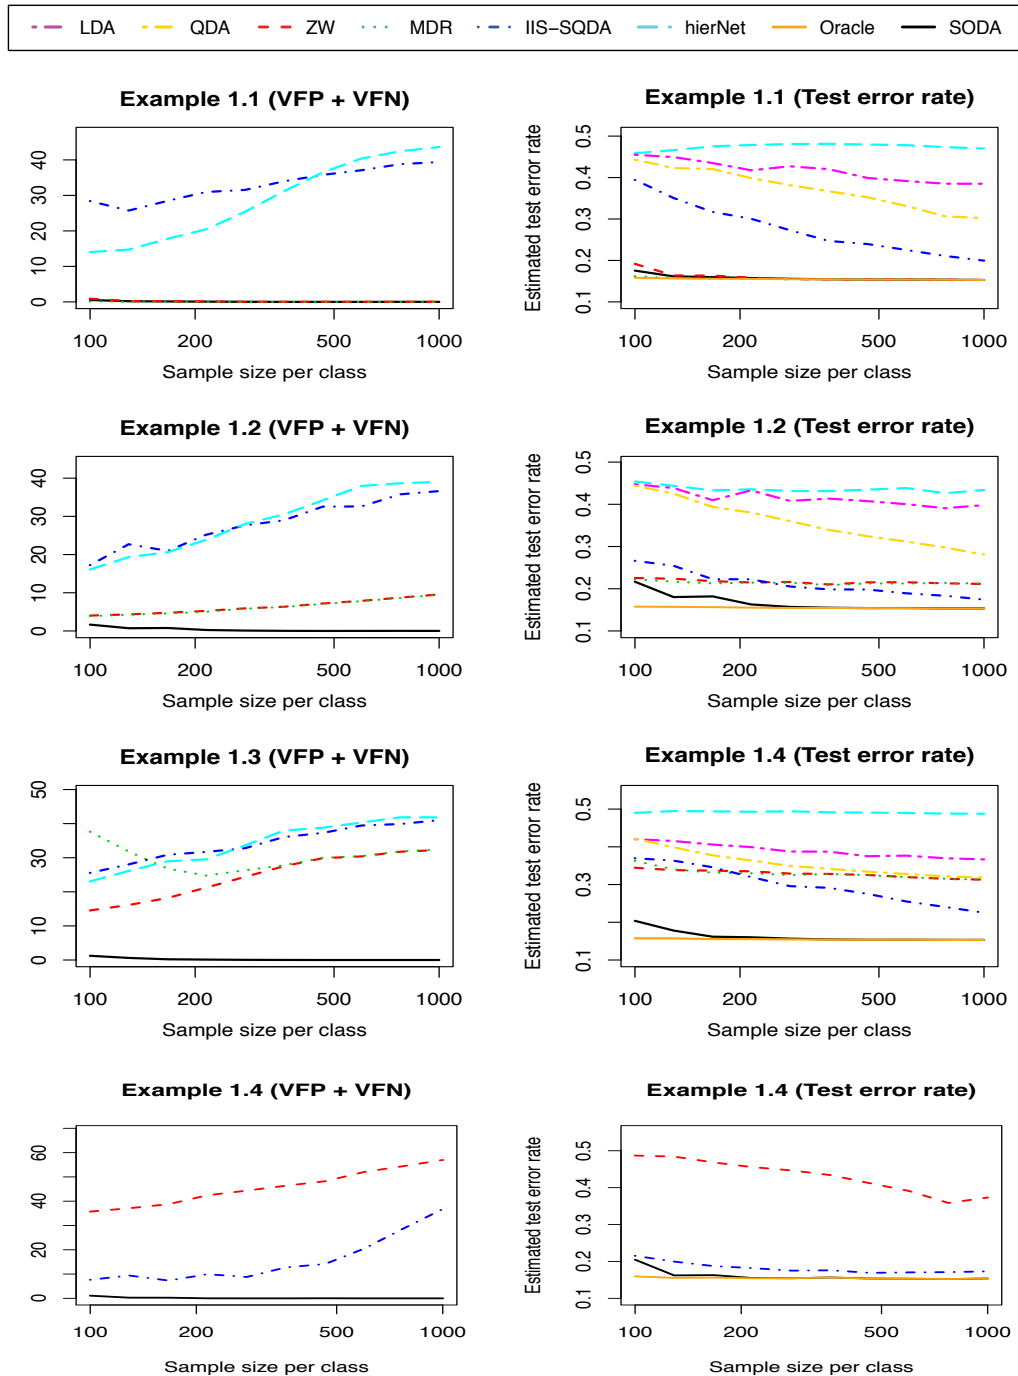 LDA QDA ZW MDR IIS−SQDA hierNet Oracle SODA
Example 1.1 (VFP + VFN)
0 10 20 30 40
100 200 500 1000
Sample size per class
Example 1.1 (Test error rate)
Estimated test error rate
0.1 0.2 0.3 0.4 0.5
100 200 500 1000
Sample size per class
Example 1.2 (VFP + VFN)
0 10 20 30 40
100 200 500 1000
Sample size per class
Example 1.2 (Test error rate)
Estimated test error rate
0.1 0.2 0.3 0.4 0.5
100 200 500 1000
Sample size per class
Example 1.3 (VFP + VFN)
0 10 30 50
100 200 500 1000
Sample size per class
Example 1.4 (Test error rate)
Estimated test error rate
0.1 0.3 0.5
100 200 500 1000
Sample size per class
Example 1.4 (VFP + VFN)
0 20 40 60
100 200 500 1000
Sample size per class
Example 1.4 (Test error rate)
Estimated test error rate
0.1 0.2 0.3 0.4 0.5
100 200 500 1000
Sample size per class